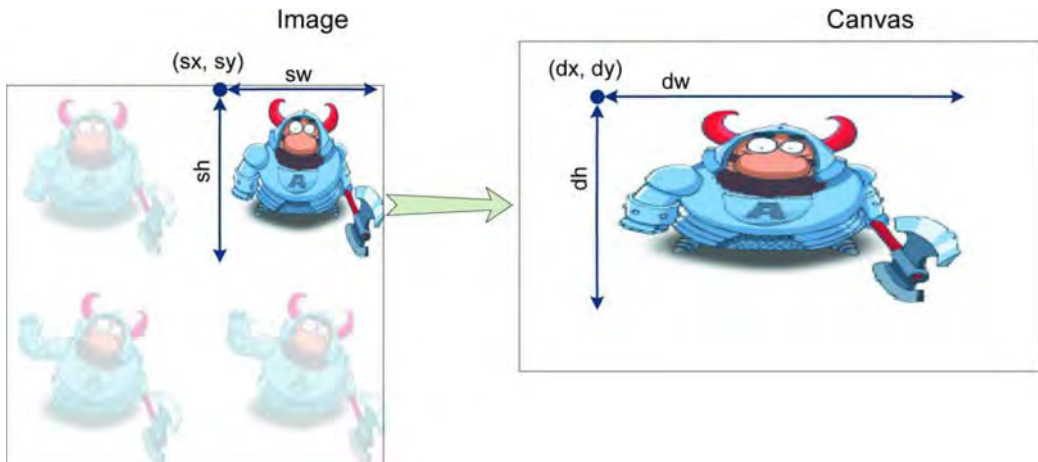 Image
Canvas
(sx, sy)
sw
sh
(dx, dy)
dw
dh
A
A
A
A
A